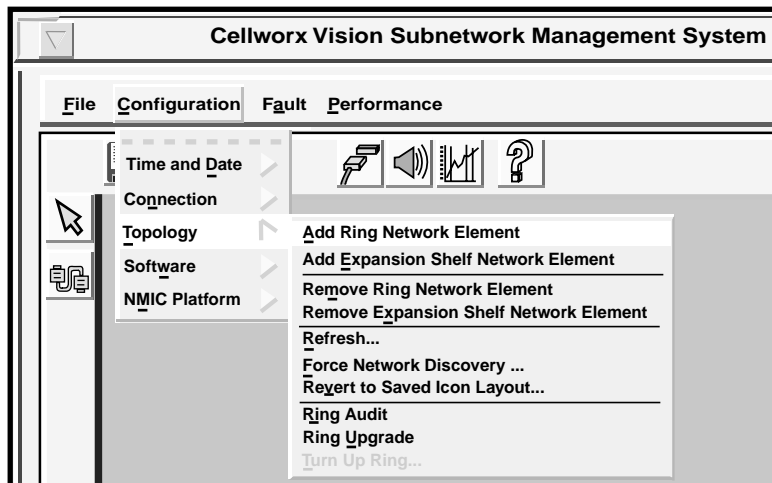 Cellworx Vision Subnetwork Management System
File Configuration Fault Performance
Time and Date
Connection
Topology
Software
NMIC Platform
Add Ring Network Element
Add Expansion Shelf Network Element
Remove Ring Network Element
Remove Expansion Shelf Network Element
Refresh...
Force Network Discovery ...
Revert to Saved Icon Layout...
Ring Audit
Ring Upgrade
Turn Up Ring...